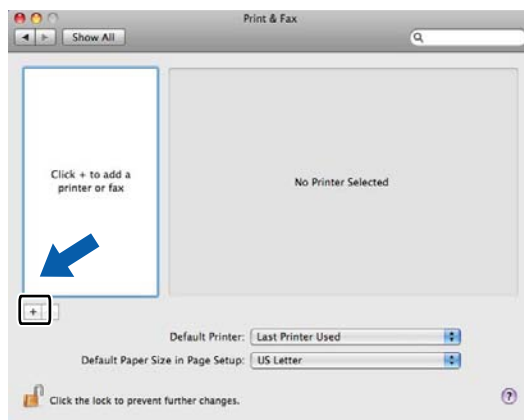 Print & Fax
Show All
Click + to add a
printer or fax
No Printer Selected
+
Default Printer: Last Printer Used
Default Paper Size in Page Setup: US Letter
Click the lock to prevent further changes.
?